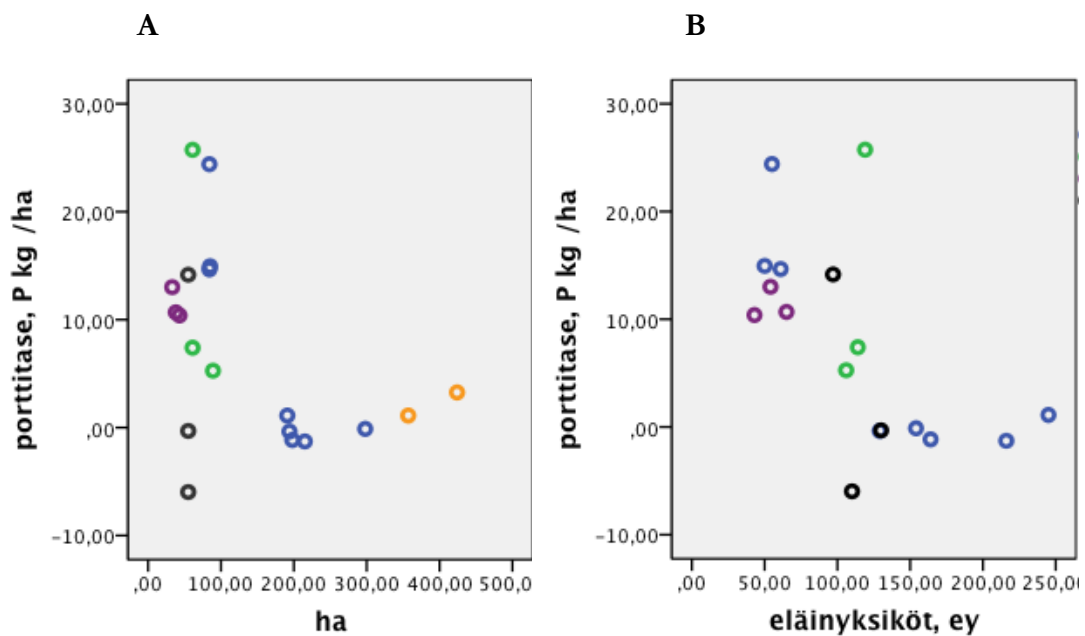 A
30,00
20,00
10,00
,00
-10,00
porttitase, P kg /ha
,00 100,00 200,00 300,00 400,00 500,0
ha
B
30,00
20,00
10,00
,00
-10,00
porttitase, P kg /ha
,00 50,00 100,00 150,00 200,00 250,0
eläinyksiköt, ey